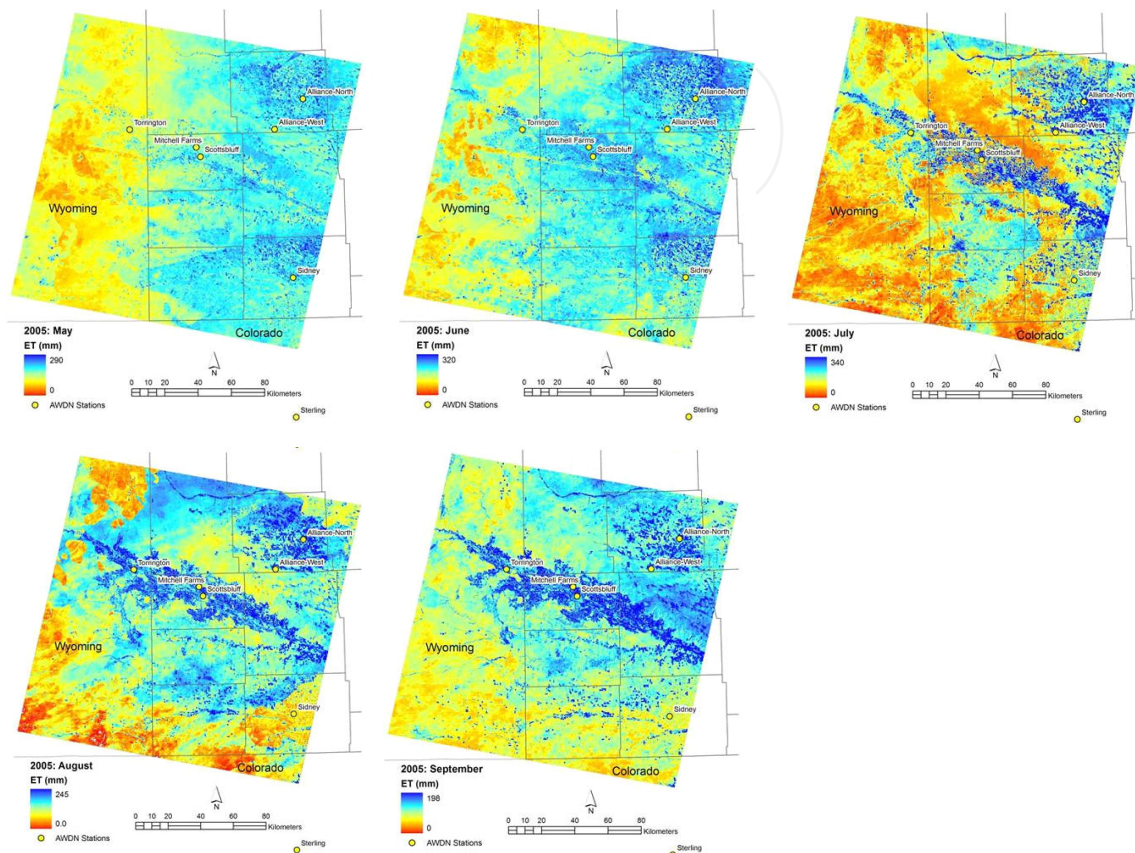 Alliance-North
Torrington
Alliance-West
Mitchell Farms
Scottsbluff
Wyoming
Sidney
Colorado
2005: May
ET (mm)
290
0
AWDN Stations
N
0 10 20 40 60 80
Kilometers
Sterling
Alliance-North
Torrington
Alliance-West
Mitchell Farms
Scottsbluff
Wyoming
Sidney
Colorado
2005: June
ET (mm)
320
0
AWDN Stations
N
0 10 20 40 60 80
Kilometers
Sterling
Alliance-North
Torrington
Alliance-West
Mitchell Farms
Scottsbluff
Wyoming
Sidney
Colorado
2005: July
ET (mm)
340
0
AWDN Stations
N
0 10 20 40 60 80
Kilometers
Sterling
Alliance-North
Torrington
Alliance-West
Mitchell Farms
Scottsbluff
Wyoming
Sidney
Colorado
2005: August
ET (mm)
245
0.0
AWDN Stations
N
0 10 20 40 60 80
Kilometers
Sterling
Alliance-North
Torrington
Alliance-West
Mitchell Farms
Scottsbluff
Wyoming
Sidney
Colorado
2005: September
ET (mm)
198
0
AWDN Stations
N
0 10 20 40 60 80
Kilometers
Sterling